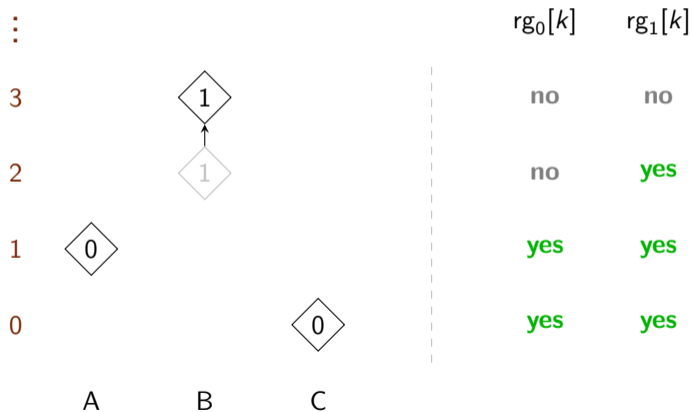 ⋮ rg₀[k] rg₁[k]
3 1 no no
2 1 no yes
1 0 yes yes
0 0 yes yes
A B C